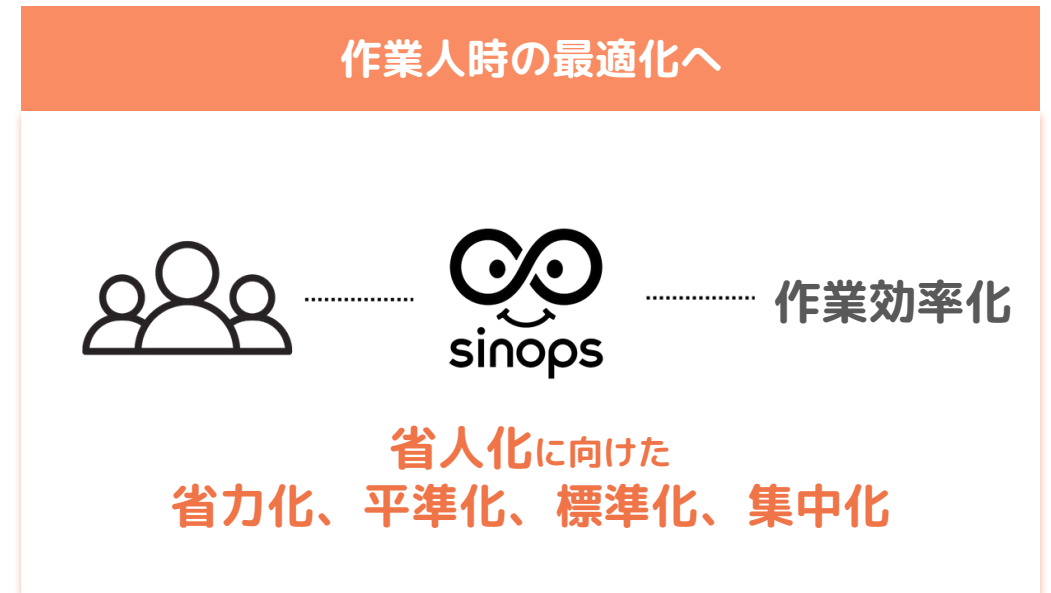 作業人時の最適化へ
sinops
作業効率化
省人化に向けた
省力化、平準化、標準化、集中化